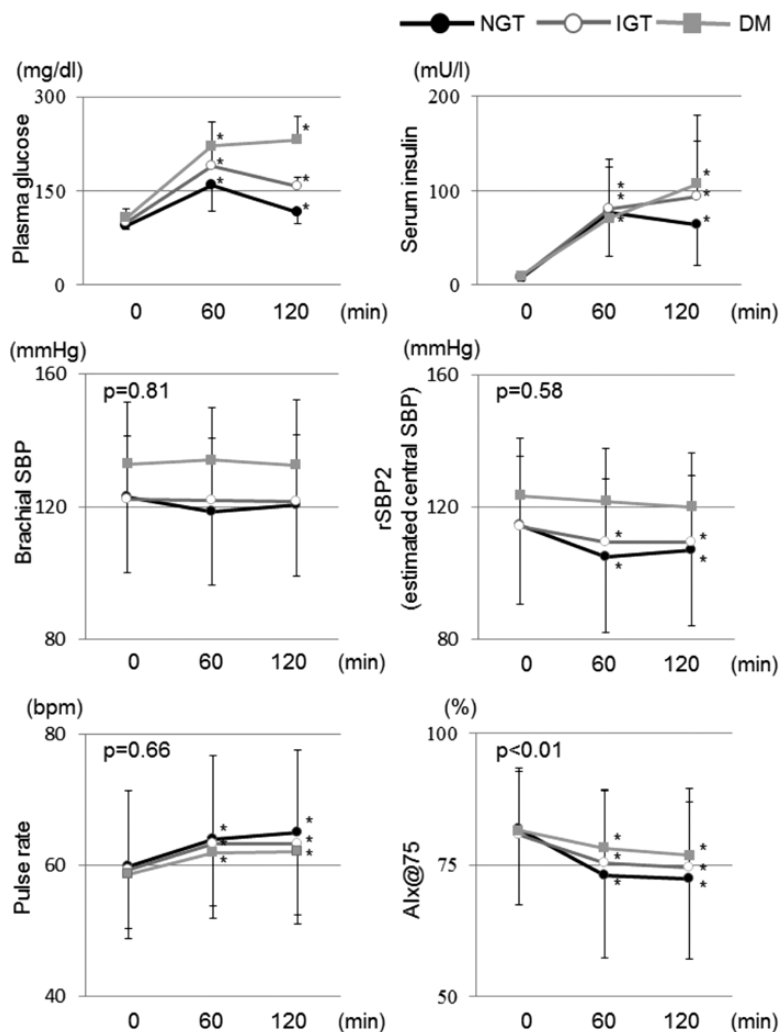 NGT IGT DM
(mg/dl)
Plasma glucose
300
150
0
0 60 120 (min)
* * * * * *
(mU/l)
Serum insulin
200
100
0
0 60 120 (min)
* * * * * *
(mmHg)
Brachial SBP
160
120
80
p=0.81
0 60 120 (min)
(mmHg)
rSBP2
(estimated central SBP)
160
120
80
p=0.58
0 60 120 (min)
* * * *
(bpm)
Pulse rate
80
60
40
p=0.66
0 60 120 (min)
* * * * * *
(%)
AIx@75
100
75
50
p<0.01
0 60 120 (min)
* * * * * *